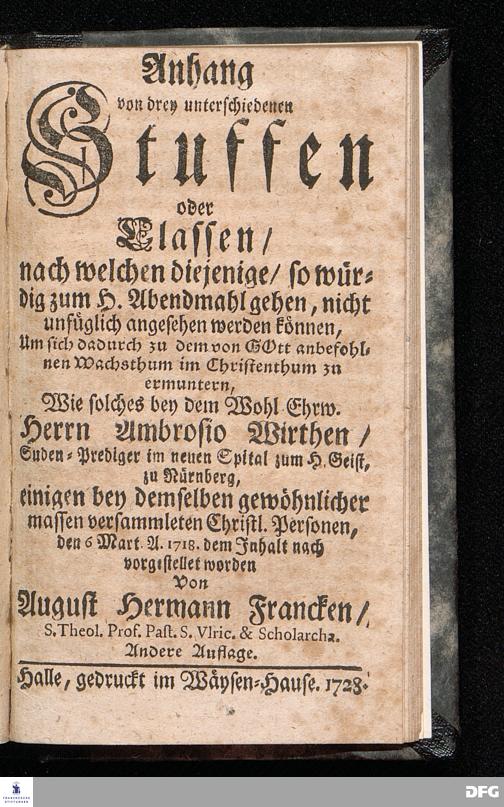 Anhang
von drey unterschiedenen
Stuffen
oder
Classen /
nach welchen diejenige / so wür-
dig zum H. Abendmahl gehen, nicht
unfüglich angesehen werden können,
Um sich dadurch zu dem von GOtt anbefohl-
nen Wachsthum im Christenthum zu
ermuntern,
Wie solches bey dem Wohl Ehrw.
Herrn Ambrosio Wirthen /
Suden-Prediger im neuen Spital zum H. Geist,
zu Nürnberg,
einigen bey demselben gewöhnlicher
massen versammleten Christl. Personen,
den 6 Mart. A. 1718. dem Inhalt nach
vorgestellet worden
Von
August Hermann Francken /
S. Theol. Prof. Past. S. Vlric. & Scholarcha.
Andere Auflage.
Halle, gedruckt im Wäysen-Hause. 1728.
FRANCKESCHE
STIFTUNGEN
DFG